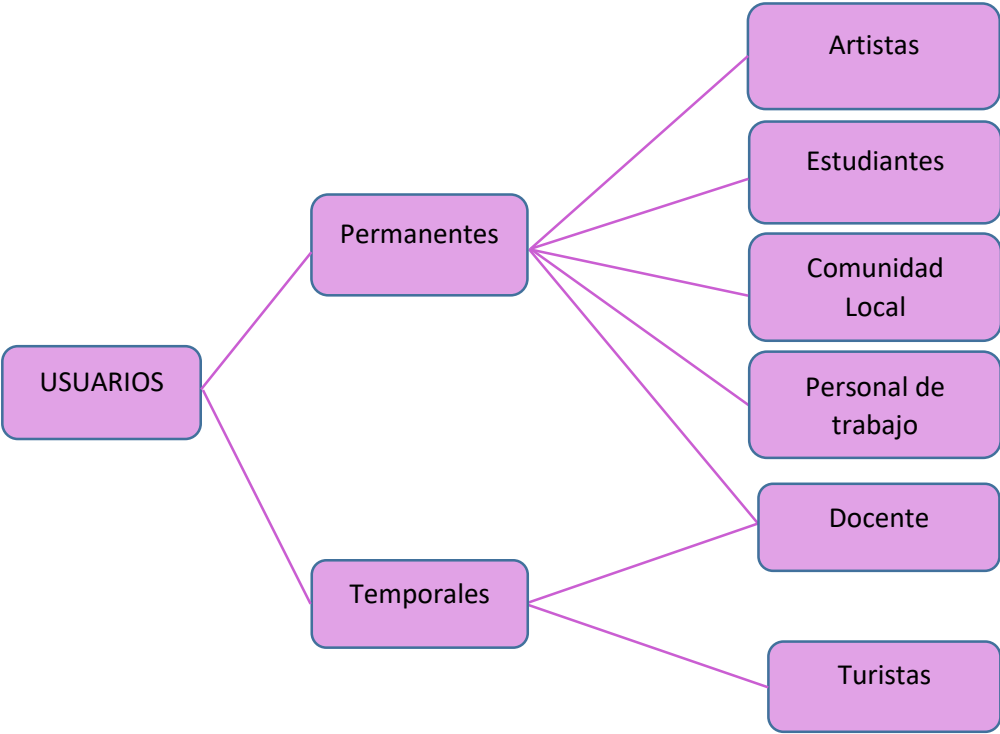 USUARIOS
Permanentes
Temporales
Artistas
Estudiantes
Comunidad
Local
Personal de
trabajo
Docente
Turistas